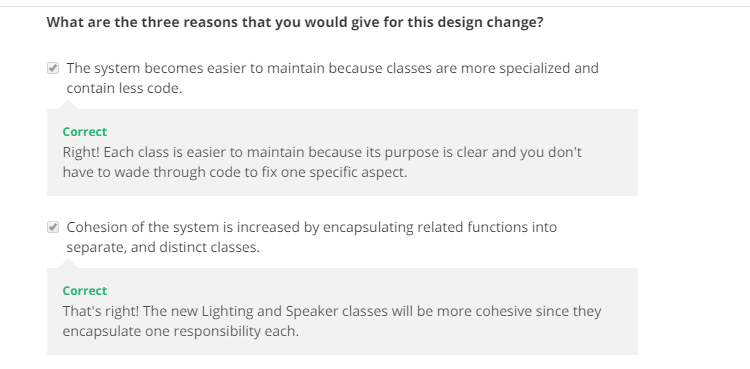 What are the three reasons that you would give for this design change?
The system becomes easier to maintain because classes are more specialized and
contain less code.
Correct
Right! Each class is easier to maintain because its purpose is clear and you don't
have to wade through code to fix one specific aspect.
Cohesion of the system is increased by encapsulating related functions into
separate, and distinct classes.
Correct
That's right! The new Lighting and Speaker classes will be more cohesive since they
encapsulate one responsibility each.